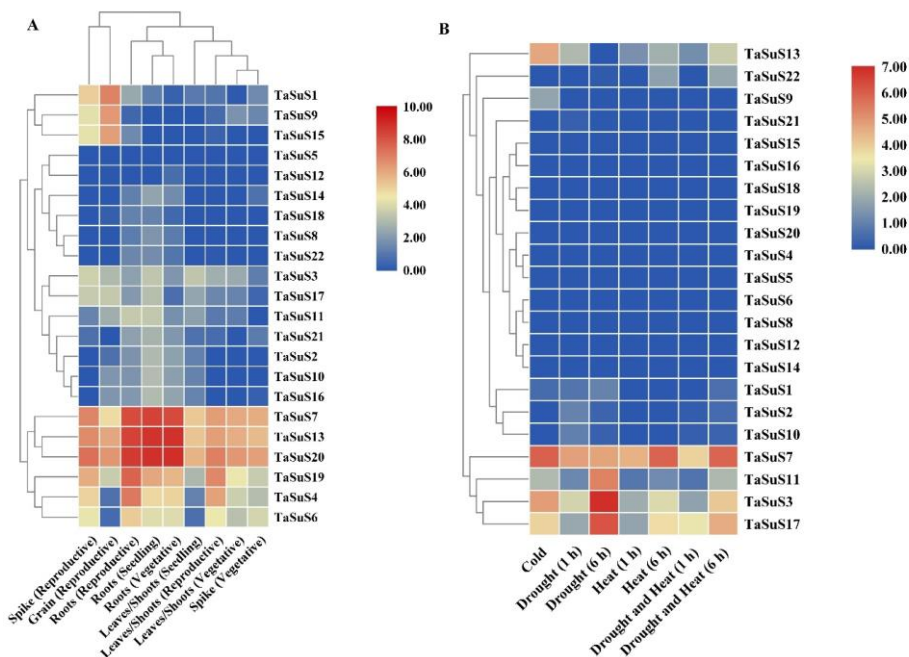 A
TaSuS1
TaSuS9
TaSuS15
TaSuS5
TaSuS12
TaSuS14
TaSuS18
TaSuS8
TaSuS22
TaSuS3
TaSuS17
TaSuS11
TaSuS21
TaSuS2
TaSuS10
TaSuS16
TaSuS7
TaSuS13
TaSuS20
TaSuS19
TaSuS4
TaSuS6
10.00
8.00
6.00
4.00
2.00
0.00
Spike (Reproductive)
Grain (Reproductive)
Roots (Reproductive)
Roots (Seedling)
Roots (Vegetative)
Leaves/Shoots (Seedling)
Leaves/Shoots (Reproductive)
Leaves/Shoots (Vegetative)
Spike (Vegetative)
B
TaSuS13
TaSuS22
TaSuS9
TaSuS21
TaSuS15
TaSuS16
TaSuS18
TaSuS19
TaSuS20
TaSuS4
TaSuS5
TaSuS6
TaSuS8
TaSuS12
TaSuS14
TaSuS1
TaSuS2
TaSuS10
TaSuS7
TaSuS11
TaSuS3
TaSuS17
7.00
6.00
5.00
4.00
3.00
2.00
1.00
0.00
Cold
Drought (1 h)
Drought (6 h)
Heat (1 h)
Heat (6 h)
Drought and Heat (1 h)
Drought and Heat (6 h)